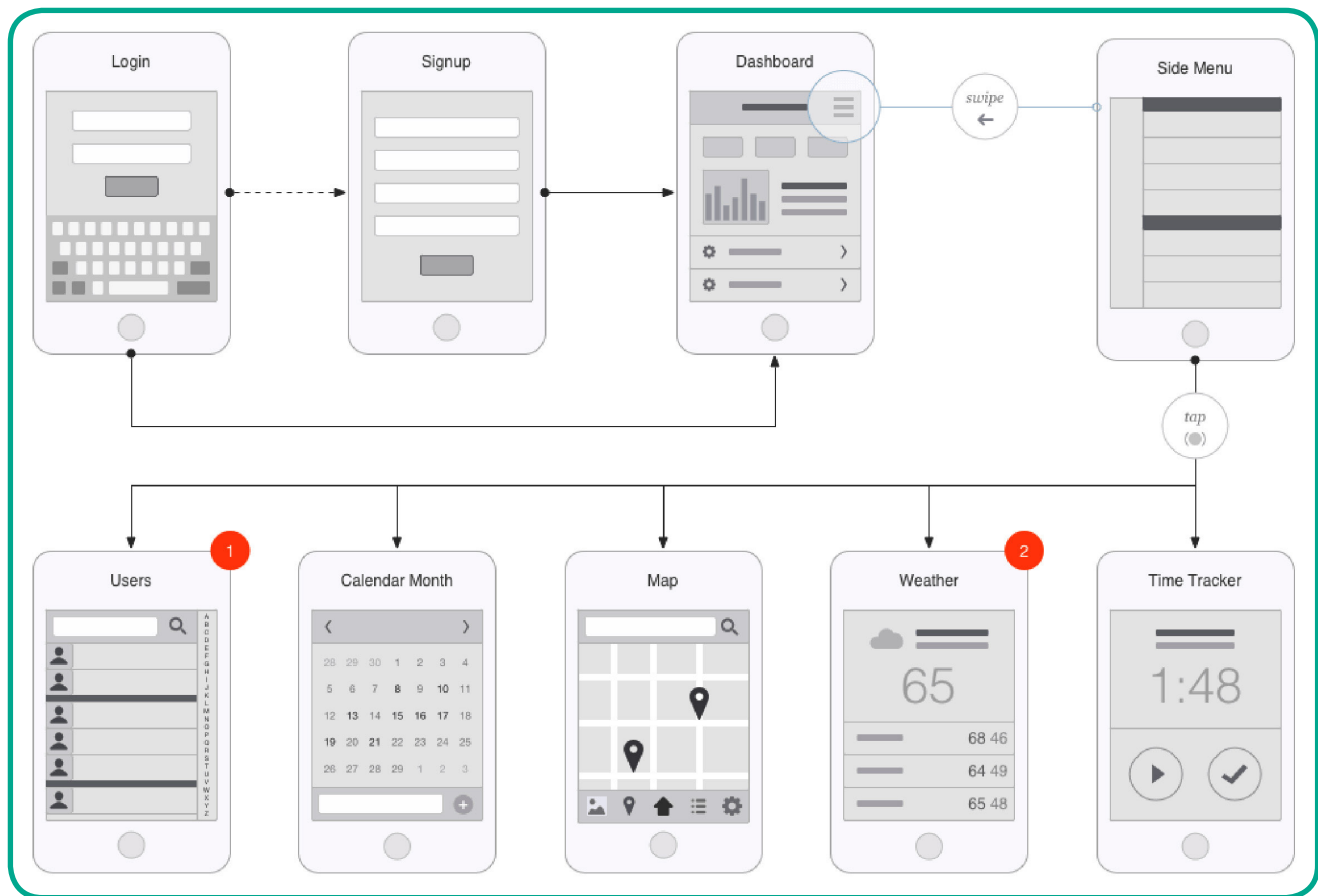 Login
Signup
Dashboard
Side Menu
swipe
tap
1
2
Users
Calendar Month
Map
Weather
Time Tracker
A
B
C
D
E
F
G
H
I
J
K
L
M
N
O
P
Q
R
S
T
U
V
W
X
Y
Z
28 29 30 1 2 3 4
5 6 7 8 9 10 11
12 13 14 15 16 17 18
19 20 21 22 23 24 25
26 27 28 29 1 2 3
65
68 46
64 49
65 48
1:48